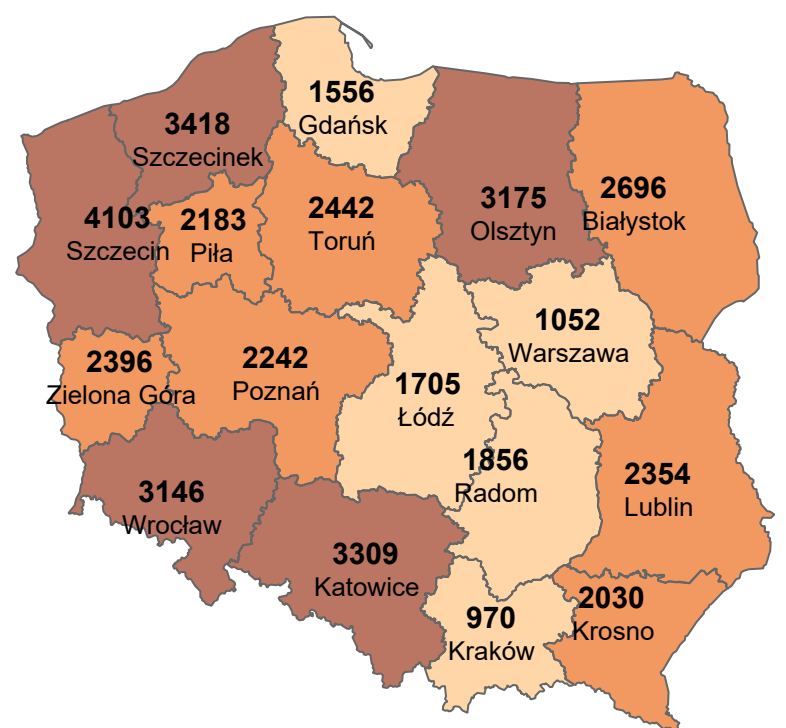 1556
Gdańsk
3418
Szczecinek
3175
Olsztyn
2696
Białystok
4103
Szczecin
2183
Piła
2442
Toruń
1052
Warszawa
2396
Zielona Góra
2242
Poznań
1705
Łódź
1856
Radom
2354
Lublin
3146
Wrocław
3309
Katowice
970
Kraków
2030
Krosno